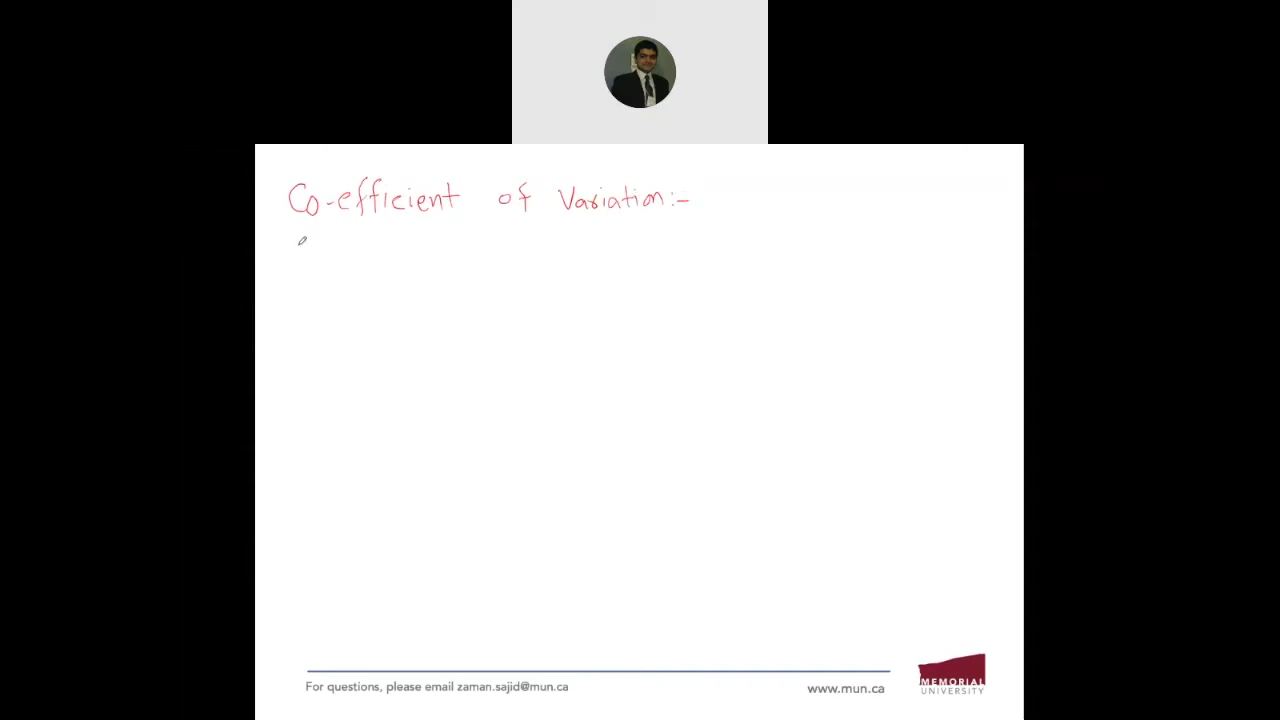 Co-efficient of Variation:-
For questions, please email zaman.sajid@mun.ca
www.mun.ca
MEMORIAL
UNIVERSITY